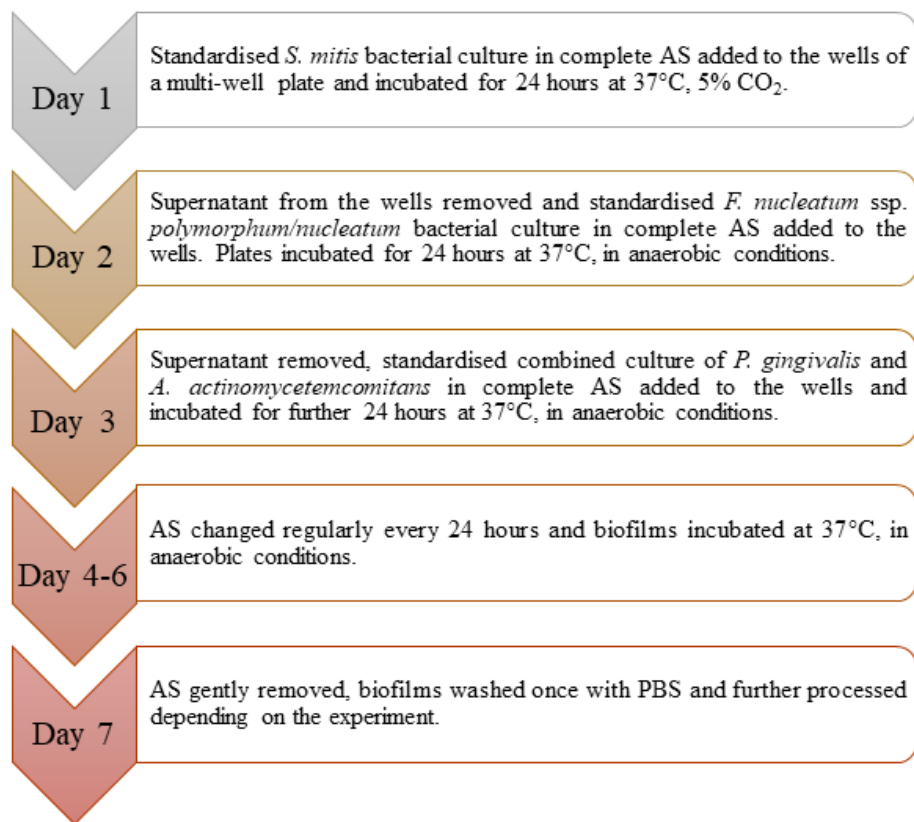 Day 1
Standardised S. mitis bacterial culture in complete AS added to the wells of
a multi-well plate and incubated for 24 hours at 37°C, 5% CO₂.
Day 2
Supernatant from the wells removed and standardised F. nucleatum ssp.
polymorphum/nucleatum bacterial culture in complete AS added to the
wells. Plates incubated for 24 hours at 37°C, in anaerobic conditions.
Day 3
Supernatant removed, standardised combined culture of P. gingivalis and
A. actinomycetemcomitans in complete AS added to the wells and
incubated for further 24 hours at 37°C, in anaerobic conditions.
Day 4-6
AS changed regularly every 24 hours and biofilms incubated at 37°C, in
anaerobic conditions.
Day 7
AS gently removed, biofilms washed once with PBS and further processed
depending on the experiment.